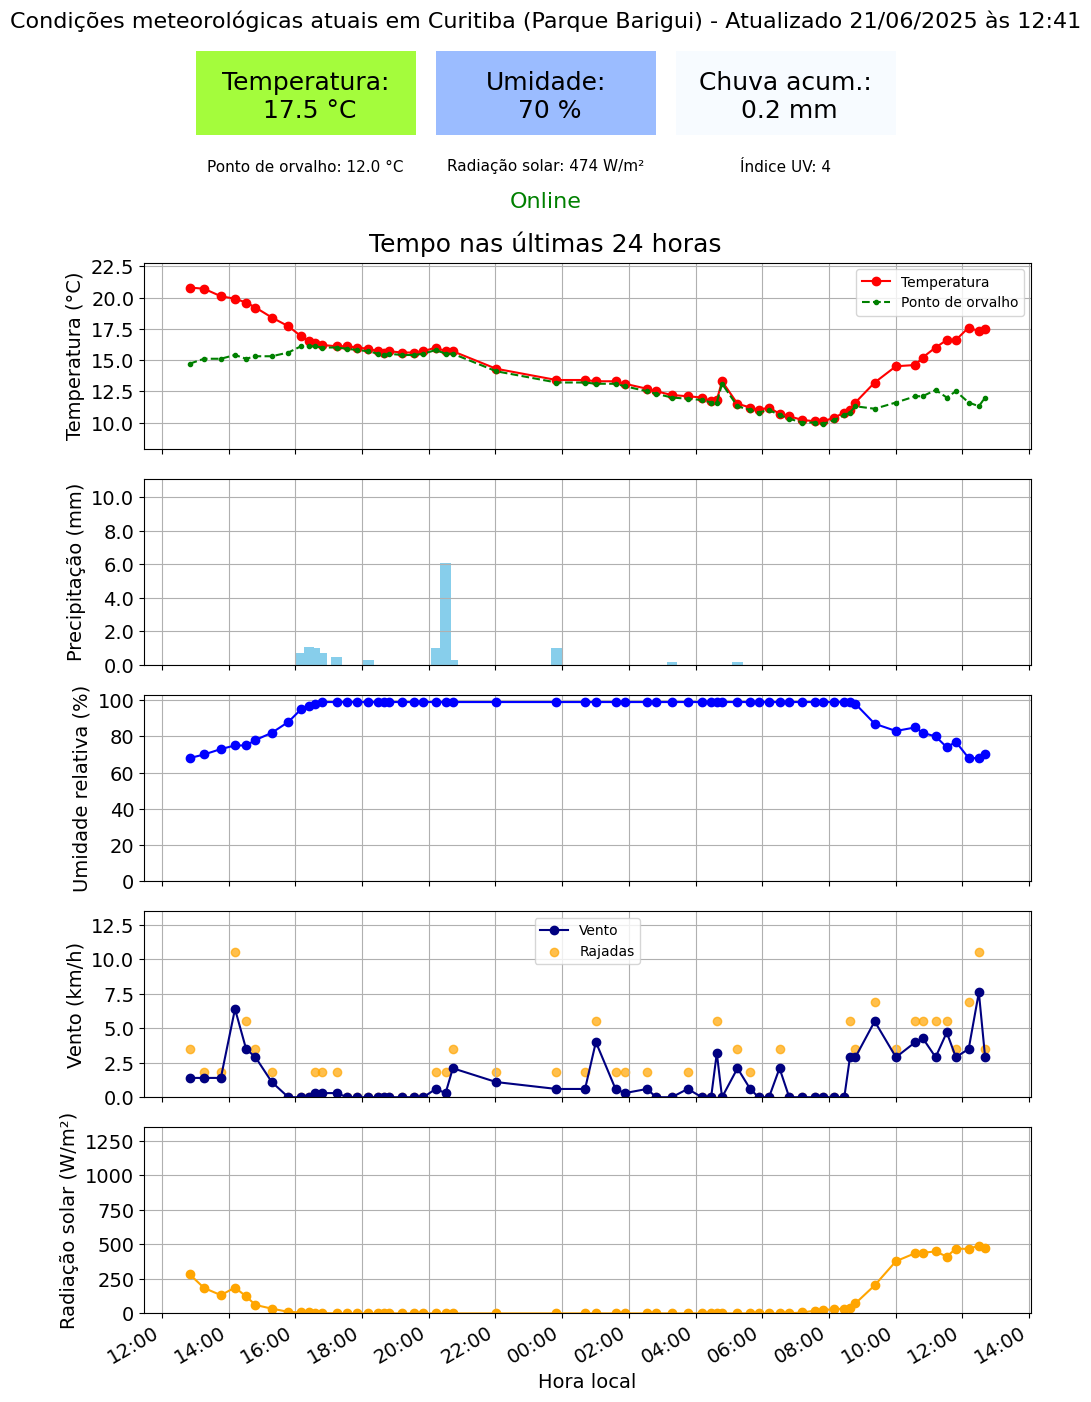 Condições meteorológicas atuais em Curitiba (Parque Barigui) - Atualizado 21/06/2025 às 12:41
Temperatura:
17.5 °C
Umidade:
70 %
Chuva acum.:
0.2 mm
Ponto de orvalho: 12.0 °C
Radiação solar: 474 W/m²
Índice UV: 4
Online
Tempo nas últimas 24 horas
Temperatura (°C)
22.5
20.0
17.5
15.0
12.5
10.0
Temperatura
Ponto de orvalho
Precipitação (mm)
10.0
8.0
6.0
4.0
2.0
0.0
Umidade relativa (%)
100
80
60
40
20
0
Vento (km/h)
12.5
10.0
7.5
5.0
2.5
0.0
Vento
Rajadas
Radiação solar (W/m²)
1250
1000
750
500
250
0
12:00
14:00
16:00
18:00
20:00
22:00
00:00
02:00
04:00
06:00
08:00
10:00
12:00
14:00
Hora local